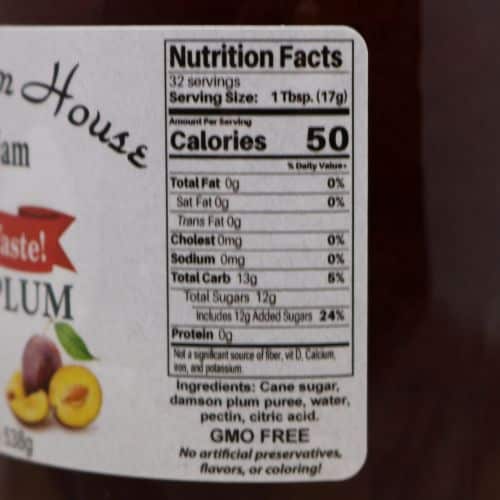 House
Nutrition Facts
32 servings
Serving Size: 1 Tbsp. (17g)
Amount Per Serving
Calories 50
% Daily Value*
Total Fat 0g 0%
Sat Fat 0g 0%
Trans Fat 0g
Cholest 0mg 0%
Sodium 0mg 0%
Total Carb 13g 5%
Total Sugars 12g
Includes 12g Added Sugars 24%
Protein 0g
Not a significant source of fiber, vit D, Calcium,
iron, and potassium.
Ingredients: Cane sugar,
damson plum puree, water,
pectin, citric acid.
GMO FREE
No artificial preservatives,
flavors, or coloring!
am
aste!
PLUM
538g